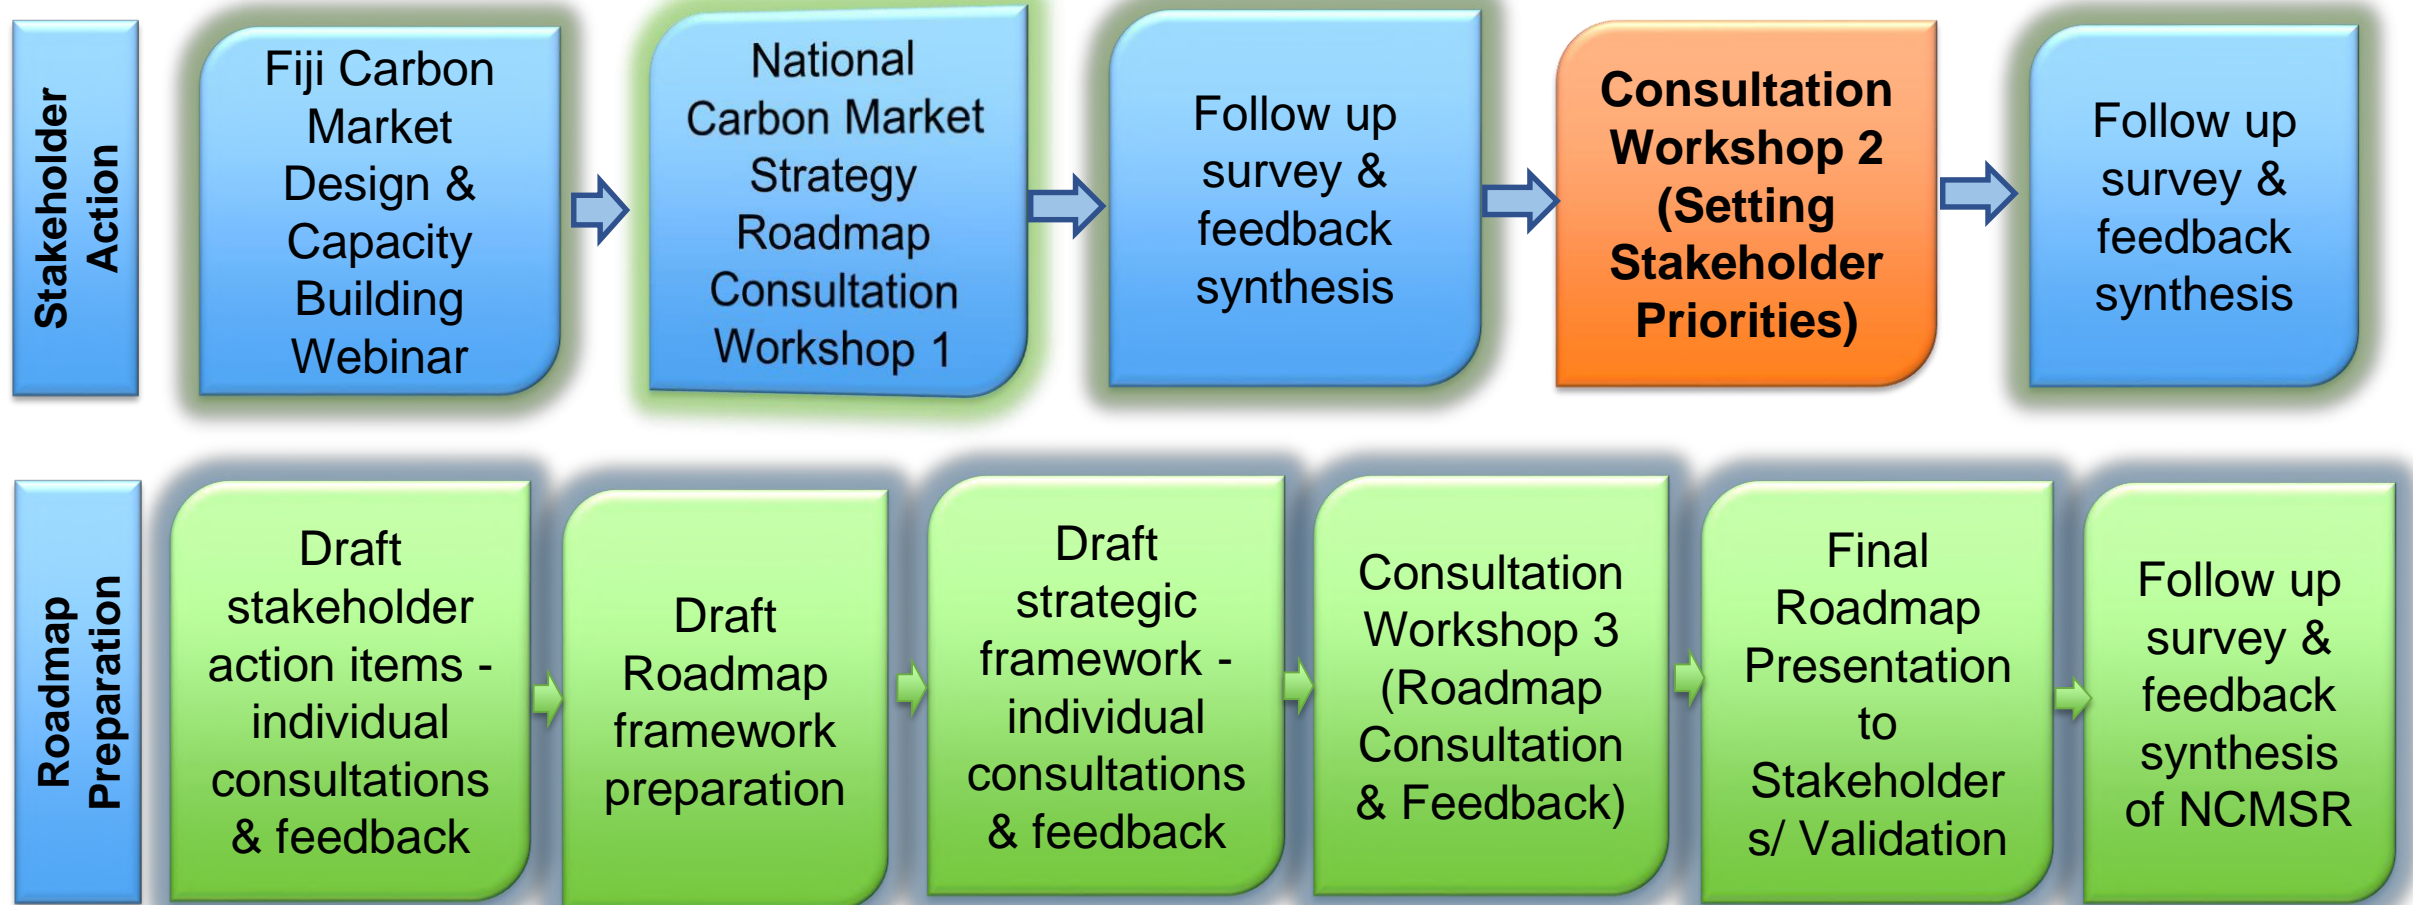 Stakeholder
Action
Fiji Carbon
Market
Design &
Capacity
Building
Webinar
National
Carbon Market
Strategy
Roadmap
Consultation
Workshop 1
Follow up
survey &
feedback
synthesis
Consultation
Workshop 2
(Setting
Stakeholder
Priorities)
Follow up
survey &
feedback
synthesis
Roadmap
Preparation
Draft
stakeholder
action items -
individual
consultations
& feedback
Draft
Roadmap
framework
preparation
Draft
strategic
framework -
individual
consultations
& feedback
Consultation
Workshop 3
(Roadmap
Consultation
& Feedback)
Final
Roadmap
Presentation
to
Stakeholder
s/ Validation
Follow up
survey &
feedback
synthesis
of NCMSR